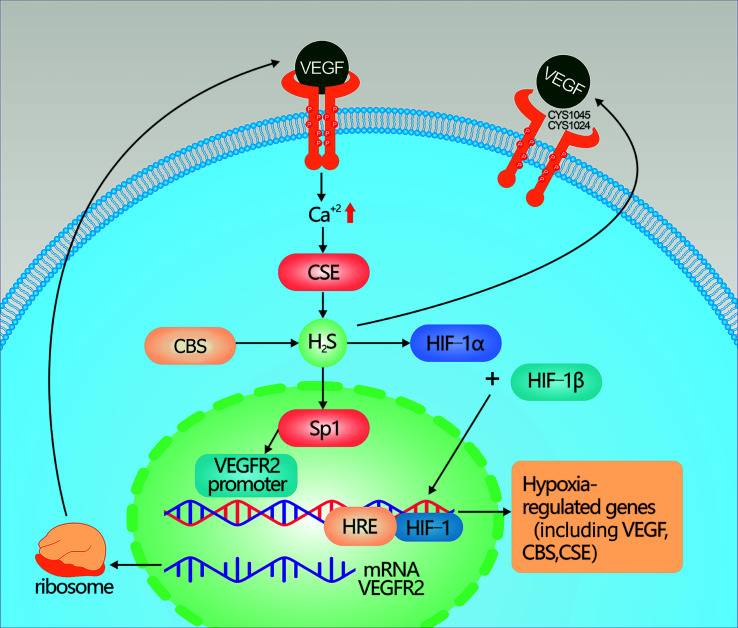 VEGF
VEGF
CYS1045
CYS1024
P P
P P
P P
P P
P
P
P
P
P
P
Ca+2
CSE
CBS
H2S
HIF-1α
+
HIF-1β
Sp1
VEGFR2
promoter
HRE
HIF-1
Hypoxia-
regulated genes
(including VEGF,
CBS,CSE)
mRNA
VEGFR2
ribosome